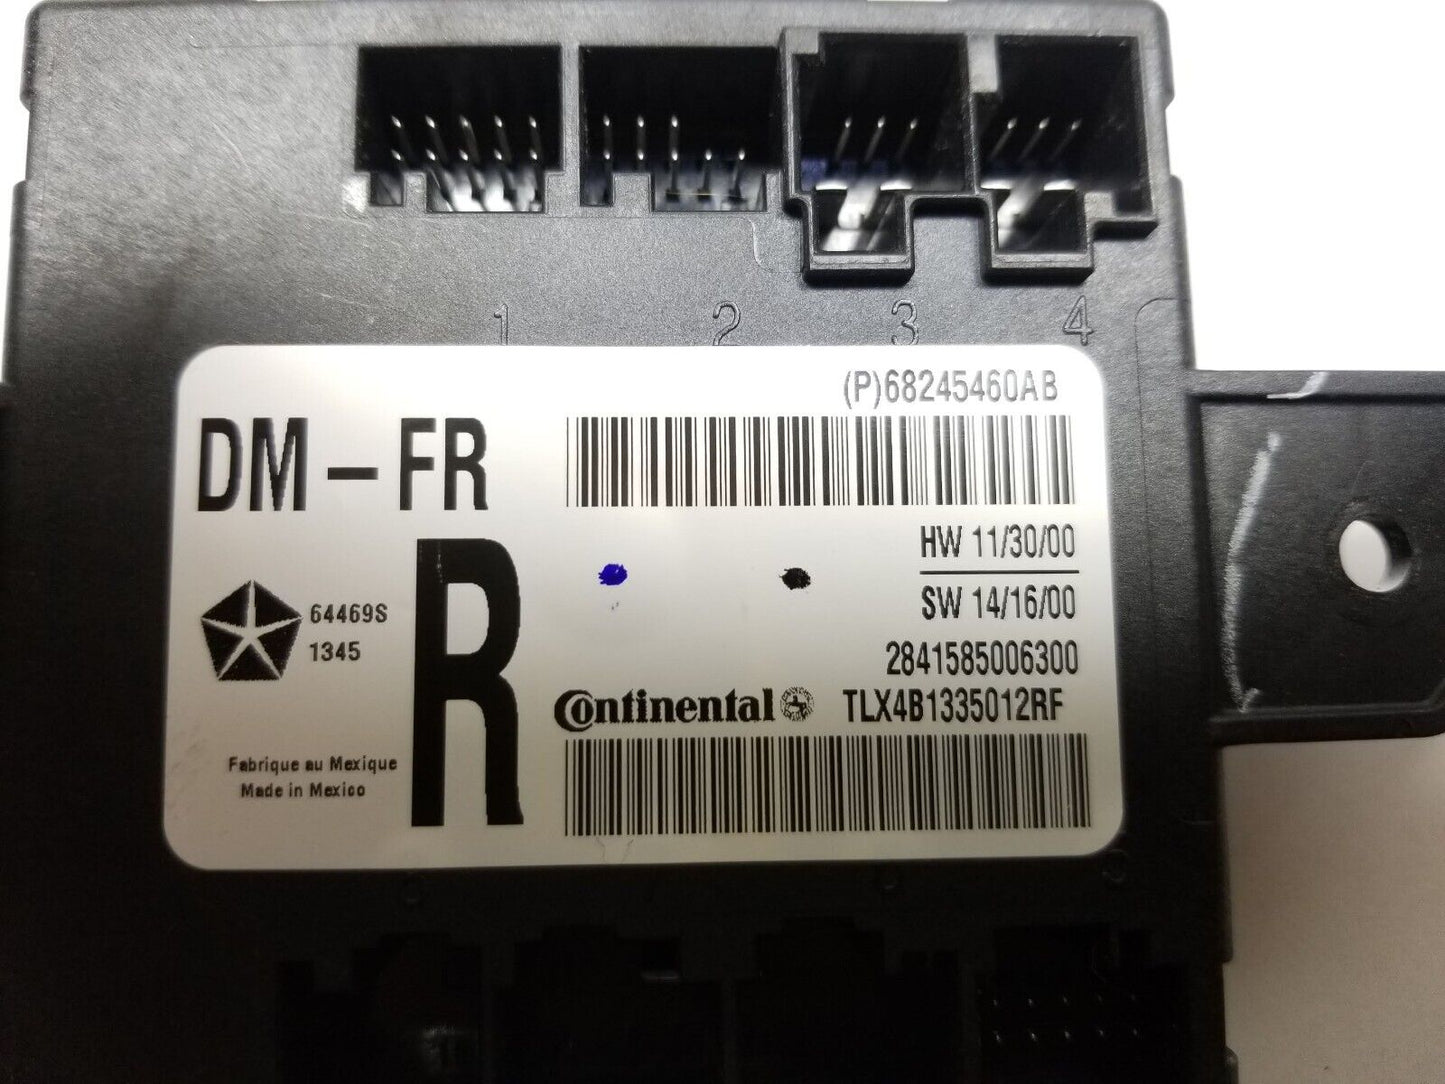 1 2 3 4
(P)68245460AB
DM-FR
HW 11/30/00
SW 14/16/00
R
64469S
1345
2841585006300
Continental TLX4B1335012RF
Fabrique au Mexique
Made in Mexico